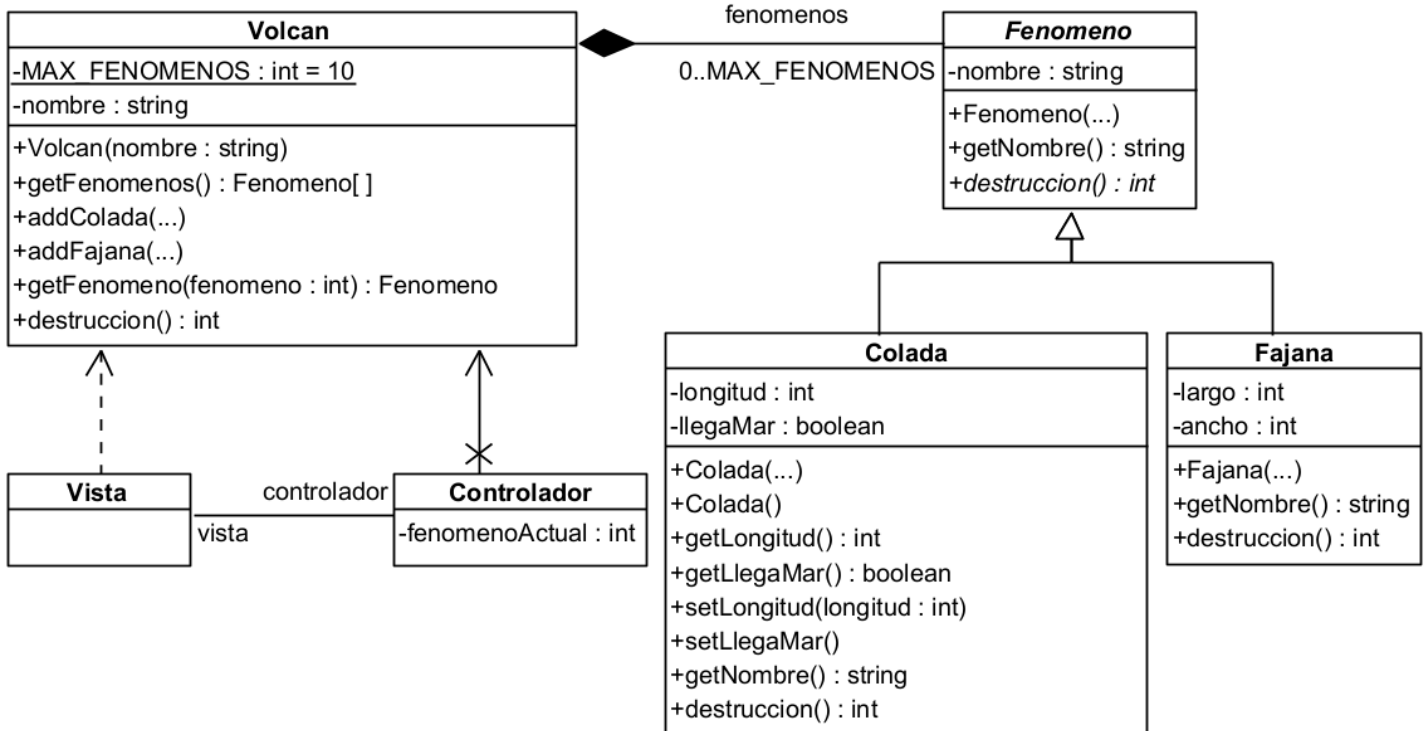 Volcan
-MAX_FENOMENOS : int = 10
-nombre : string
+Volcan(nombre : string)
+getFenomenos() : Fenomeno[ ]
+addColada(...)
+addFajana(...)
+getFenomeno(fenomeno : int) : Fenomeno
+destruccion() : int
fenomenos
0..MAX_FENOMENOS
Fenomeno
-nombre : string
+Fenomeno(...)
+getNombre() : string
+destruccion() : int
Vista
controlador
vista
Controlador
-fenomenoActual : int
Colada
-longitud : int
-llegaMar : boolean
+Colada(...)
+Colada()
+getLongitud() : int
+getLlegaMar() : boolean
+setLongitud(longitud : int)
+setLlegaMar()
+getNombre() : string
+destruccion() : int
Fajana
-largo : int
-ancho : int
+Fajana(...)
+getNombre() : string
+destruccion() : int